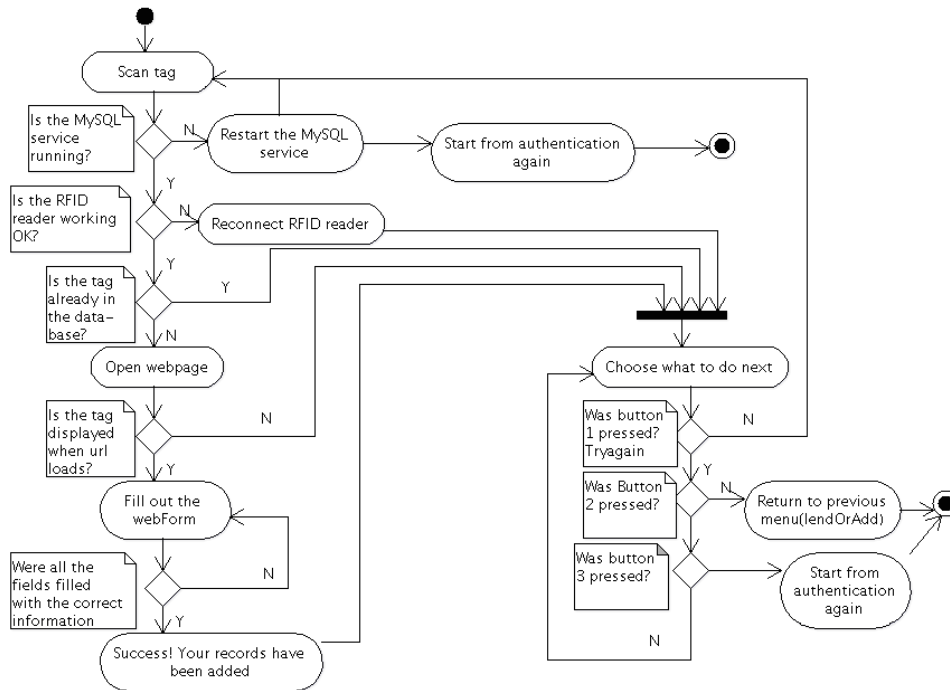 Scan tag
Is the MySQL
service
running?
N
Restart the MySQL
service
Start from authentication
again
Y
Is the RFID
reader working
OK?
N
Reconnect RFID reader
Y
Y
Is the tag
already in
the data-
base?
N
Open webpage
Choose what to do next
Is the tag
displayed
when url
loads?
N
Y
Was button
1 pressed?
Tryagain
N
Y
Fill out the
webForm
Was Button
2 pressed?
N
Return to previous
menu(lendOrAdd)
Were all the
fields filled
with the correct
information
N
Y
Was button
3 pressed?
Start from
authentication
again
N
Success! Your records have
been added